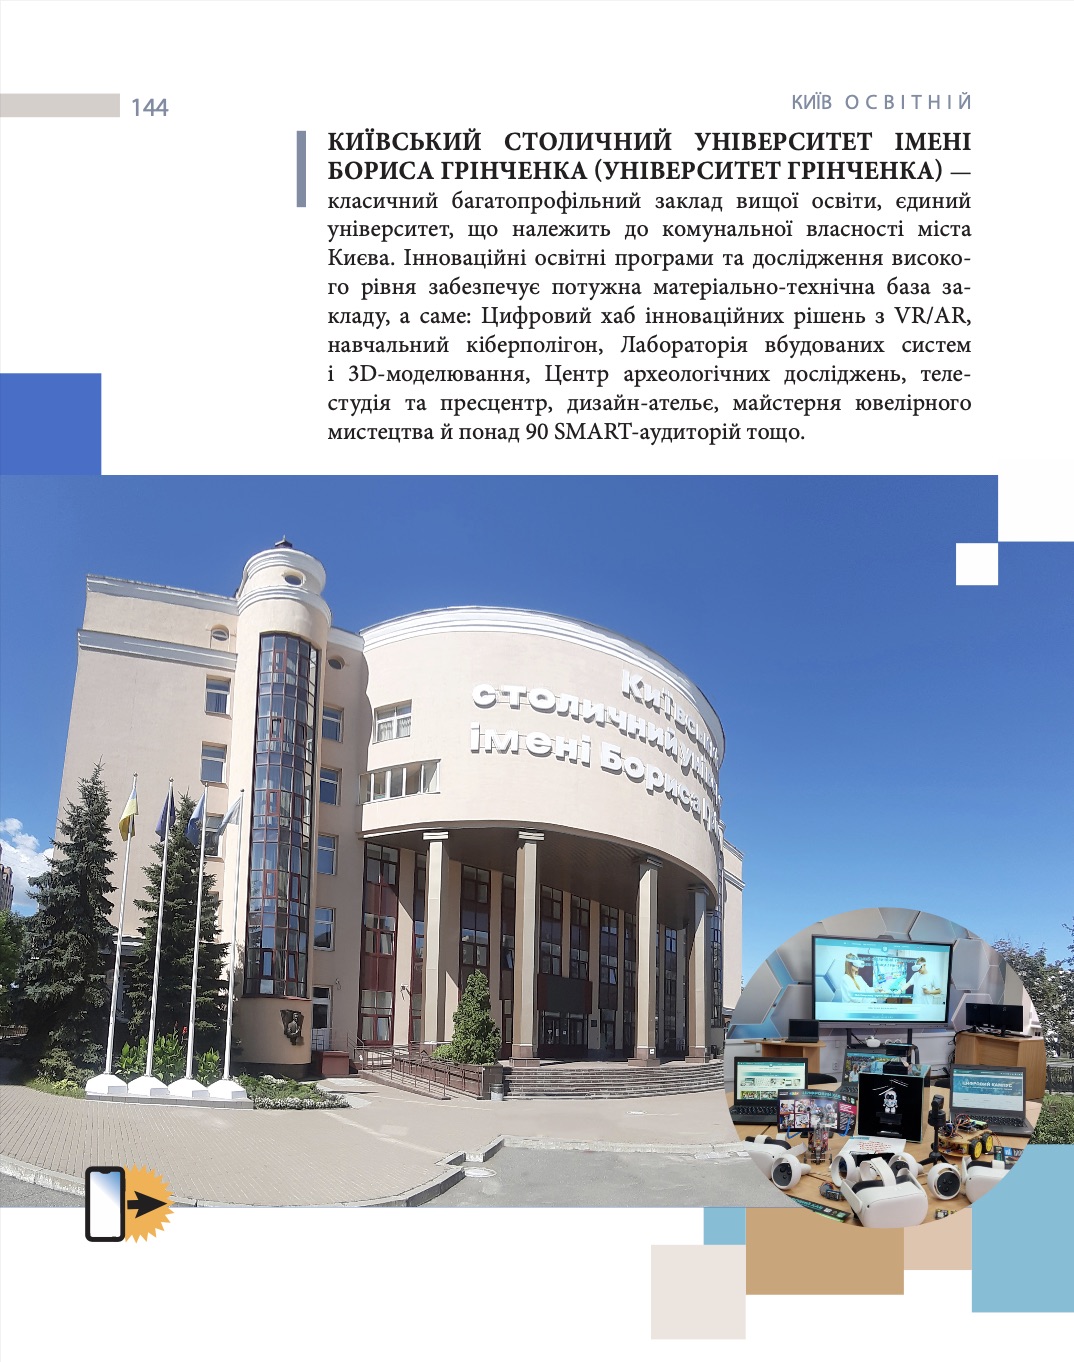 144
КИЇВ ОСВІТНІЙ
КИЇВСЬКИЙ СТОЛИЧНИЙ УНІВЕРСИТЕТ ІМЕНІ
БОРИСА ГРІНЧЕНКА (УНІВЕРСИТЕТ ГРІНЧЕНКА) —
класичний багатопрофільний заклад вищої освіти, єдиний
університет, що належить до комунальної власності міста
Києва. Інноваційні освітні програми та дослідження високо-
го рівня забезпечує потужна матеріально-технічна база за-
кладу, а саме: Цифровий хаб інноваційних рішень з VR/AR,
навчальний кіберполігон, Лабораторія вбудованих систем
і 3D-моделювання, Центр археологічних досліджень, теле-
студія та пресцентр, дизайн-ательє, майстерня ювелірного
мистецтва й понад 90 SMART-аудиторій тощо.
Київський
столичний
імені Бориса